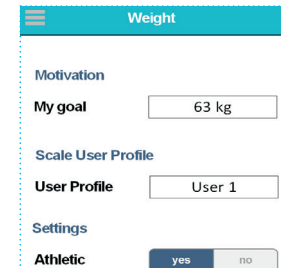 Weight
Motivation
My goal 63 kg
Scale User Profile
User Profile User 1
Settings
Athletic yes no